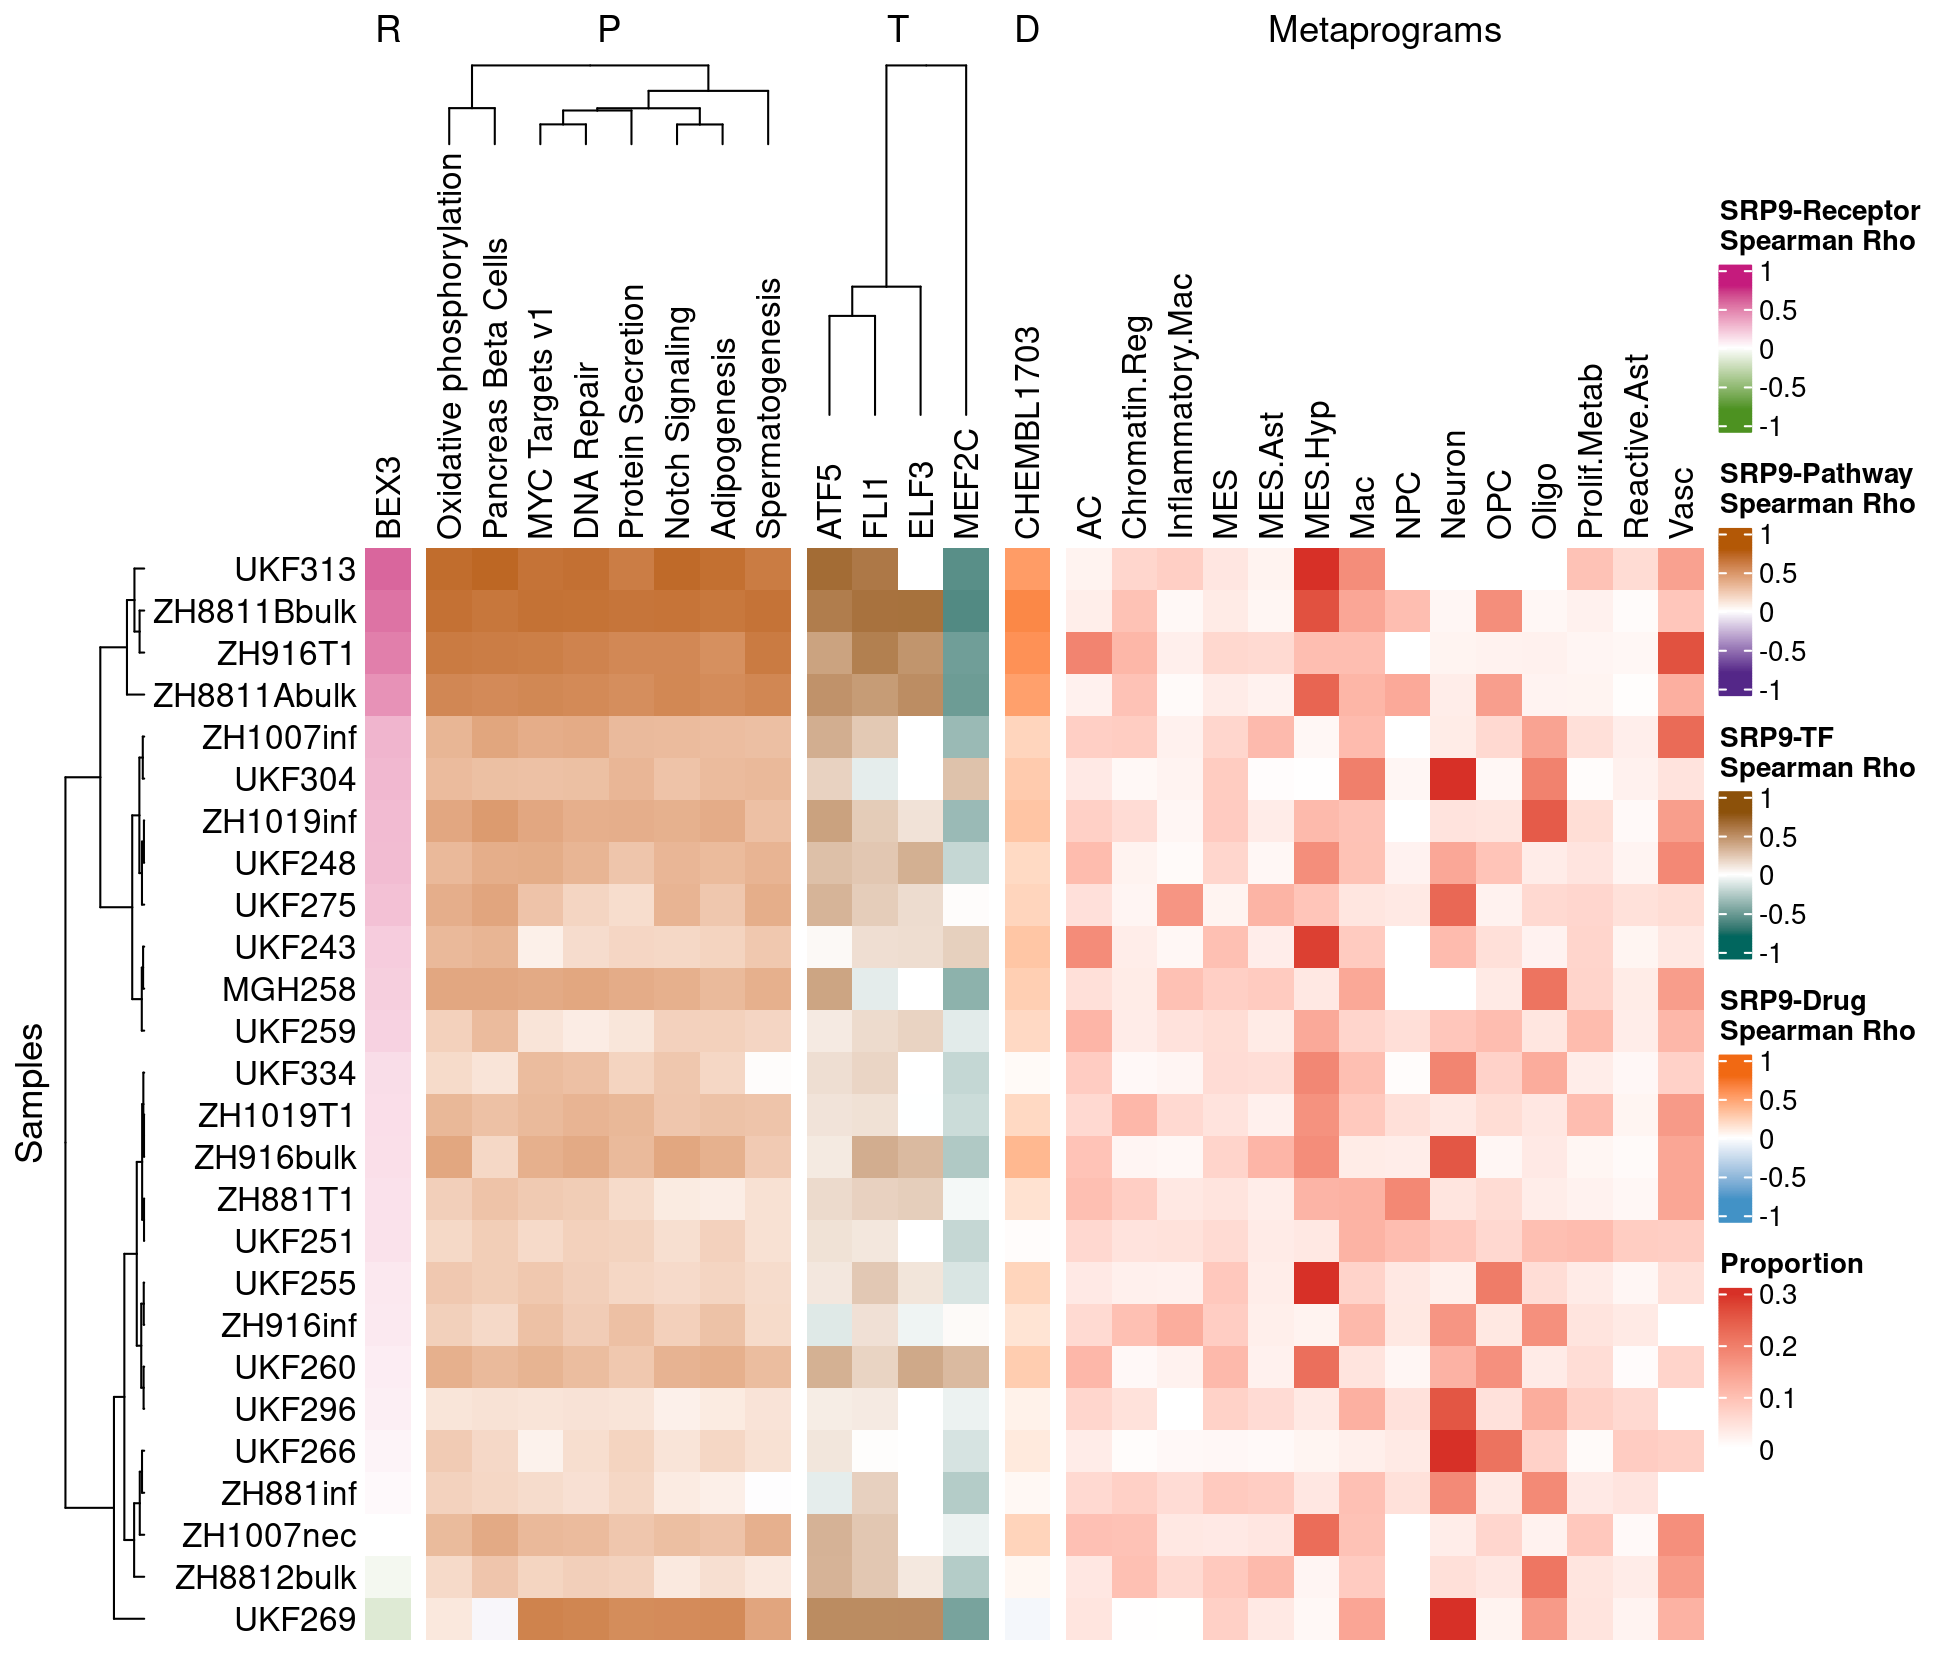 R P T D Metaprograms
BEX3
Oxidative phosphorylation
Pancreas Beta Cells
MYC Targets v1
DNA Repair
Protein Secretion
Notch Signaling
Adipogenesis
Spermatogenesis
ATF5
FLI1
ELF3
MEF2C
CHEMBL1703
AC
Chromatin.Reg
Inflammatory.Mac
MES
MES.Ast
MES.Hyp
Mac
NPC
Neuron
OPC
Oligo
Prolif.Metab
Reactive.Ast
Vasc
Samples
UKF313
ZH8811Bbulk
ZH916T1
ZH8811Abulk
ZH1007inf
UKF304
ZH1019inf
UKF248
UKF275
UKF243
MGH258
UKF259
UKF334
ZH1019T1
ZH916bulk
ZH881T1
UKF251
UKF255
ZH916inf
UKF260
UKF296
UKF266
ZH881inf
ZH1007nec
ZH8812bulk
UKF269
SRP9-Receptor
Spearman Rho
1
0.5
0
-0.5
-1
SRP9-Pathway
Spearman Rho
1
0.5
0
-0.5
-1
SRP9-TF
Spearman Rho
1
0.5
0
-0.5
-1
SRP9-Drug
Spearman Rho
1
0.5
0
-0.5
-1
Proportion
0.3
0.2
0.1
0